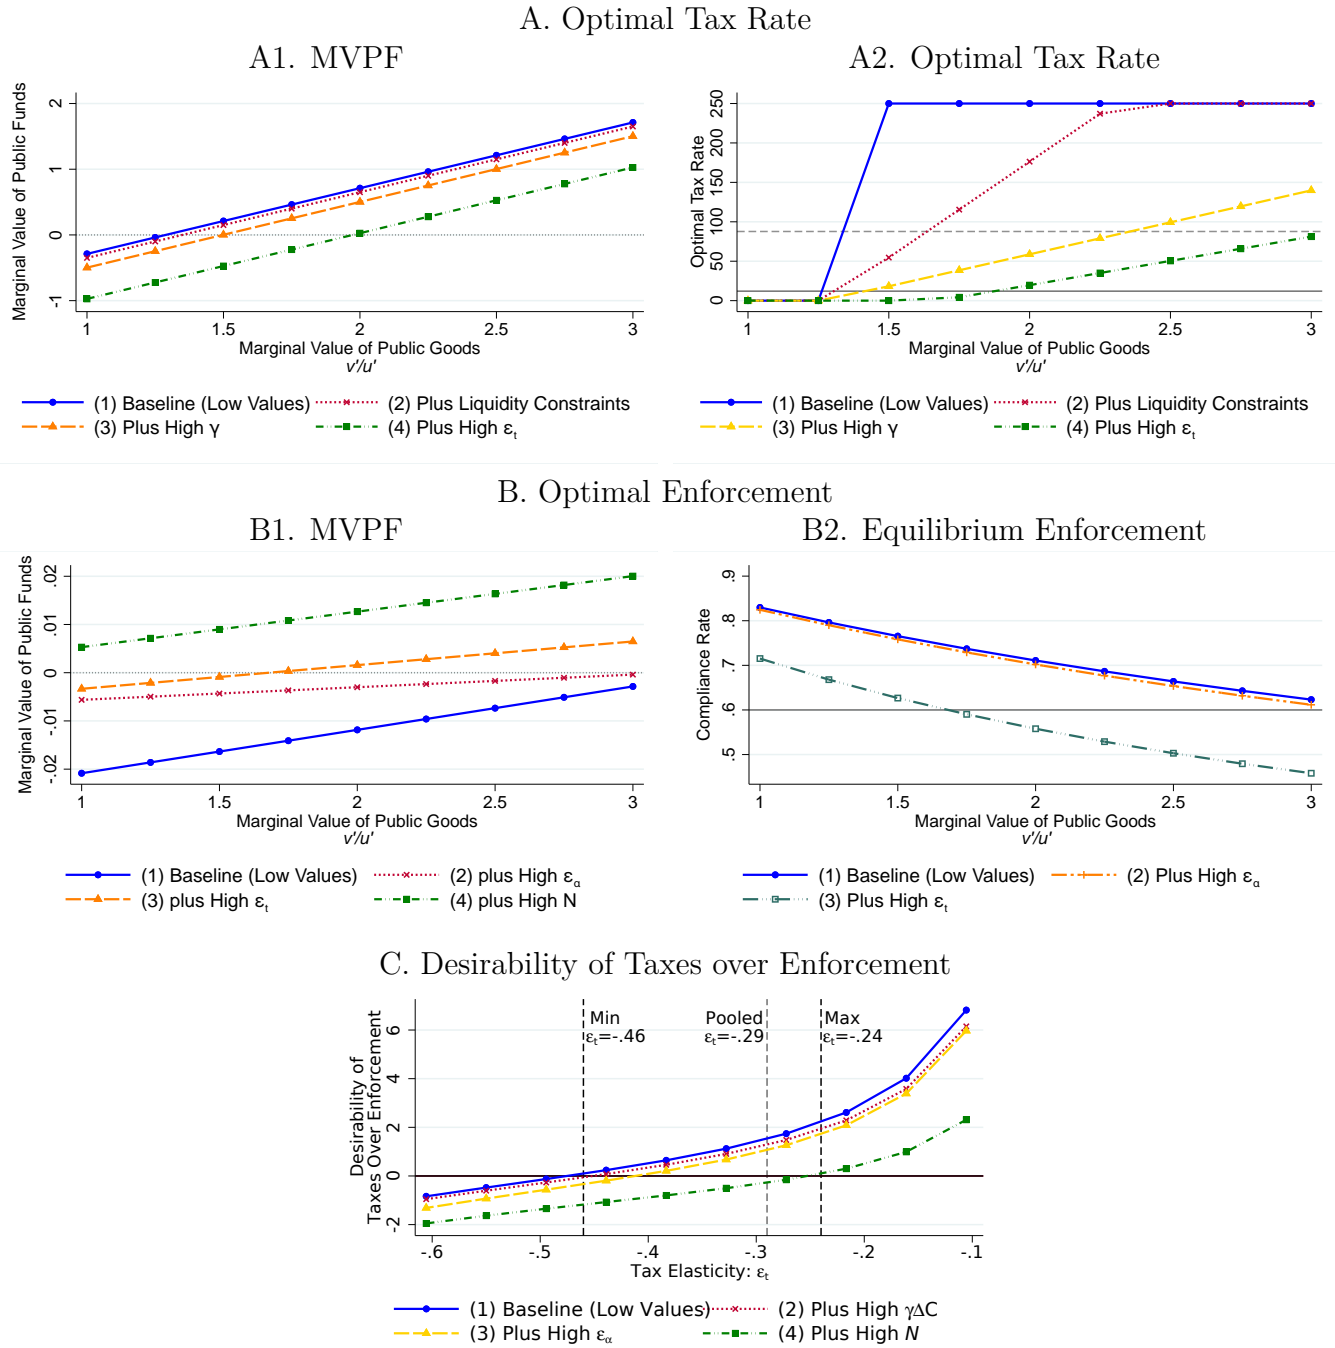 A. Optimal Tax Rate
A1. MVPF
Marginal Value of Public Funds
2
1
0
-1
1
1.5
2
2.5
3
Marginal Value of Public Goods
v'/u'
(1) Baseline (Low Values)
(2) Plus Liquidity Constraints
(3) Plus High γ
(4) Plus High εt
A2. Optimal Tax Rate
Optimal Tax Rate
250
200
150
100
50
0
1
1.5
2
2.5
3
Marginal Value of Public Goods
v'/u'
(1) Baseline (Low Values)
(2) Plus Liquidity Constraints
(3) Plus High γ
(4) Plus High εt
B. Optimal Enforcement
B1. MVPF
Marginal Value of Public Funds
.02
.01
0
-.01
-.02
1
1.5
2
2.5
3
Marginal Value of Public Goods
v'/u'
(1) Baseline (Low Values)
(2) plus High εα
(3) plus High εt
(4) plus High N
B2. Equilibrium Enforcement
Compliance Rate
.9
.8
.7
.6
.5
1
1.5
2
2.5
3
Marginal Value of Public Goods
v'/u'
(1) Baseline (Low Values)
(2) Plus High εα
(3) Plus High εt
C. Desirability of Taxes over Enforcement
Desirability of
Taxes Over Enforcement
6
4
2
0
-2
Min
εt=-.46
Pooled
εt=-.29
Max
εt=-.24
-.6
-.5
-.4
-.3
-.2
-.1
Tax Elasticity: εt
(1) Baseline (Low Values)
(2) Plus High γΔC
(3) Plus High εα
(4) Plus High N